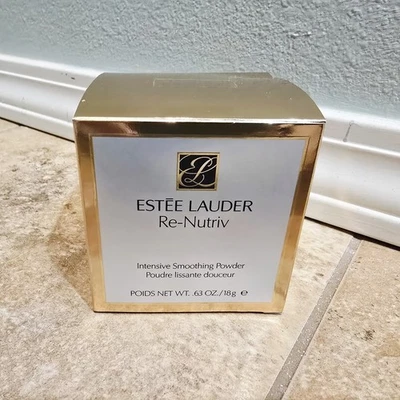 EL
ESTĒE LAUDER
Re-Nutriv
Intensive Smoothing Powder
Poudre lissante douceur
POIDS NET WT. .63 OZ./18g ℮